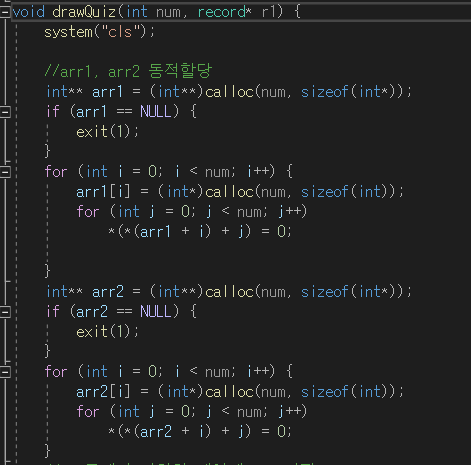 void drawQuiz(int num, record* r1) {
system("cls");
//arr1, arr2 동적할당
int** arr1 = (int**)calloc(num, sizeof(int*));
if (arr1 == NULL) {
exit(1);
}
for (int i = 0; i < num; i++) {
arr1[i] = (int*)calloc(num, sizeof(int));
for (int j = 0; j < num; j++)
*(*(arr1 + i) + j) = 0;
}
int** arr2 = (int**)calloc(num, sizeof(int*));
if (arr2 == NULL) {
exit(1);
}
for (int i = 0; i < num; i++) {
arr2[i] = (int*)calloc(num, sizeof(int));
for (int j = 0; j < num; j++)
*(*(arr2 + i) + j) = 0;
}